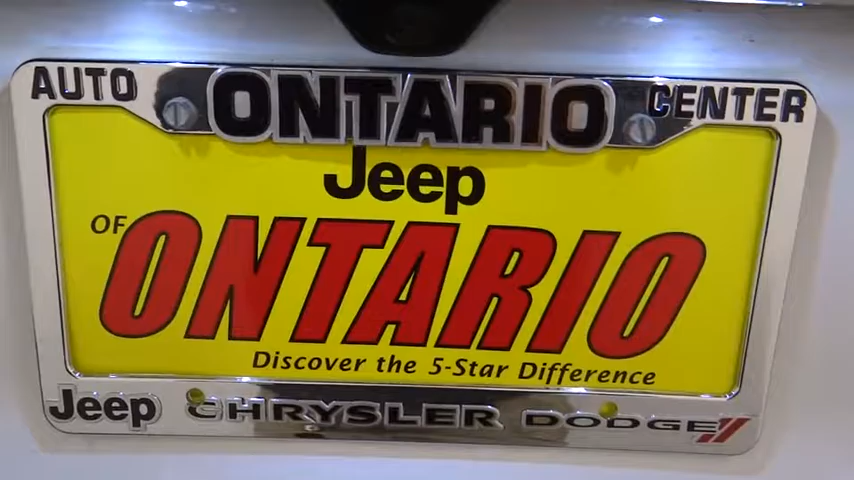 AUTO ONTARIO CENTER
Jeep
OF
ONTARIO
Discover the 5-Star Difference
Jeep CHRYSLER DODGE